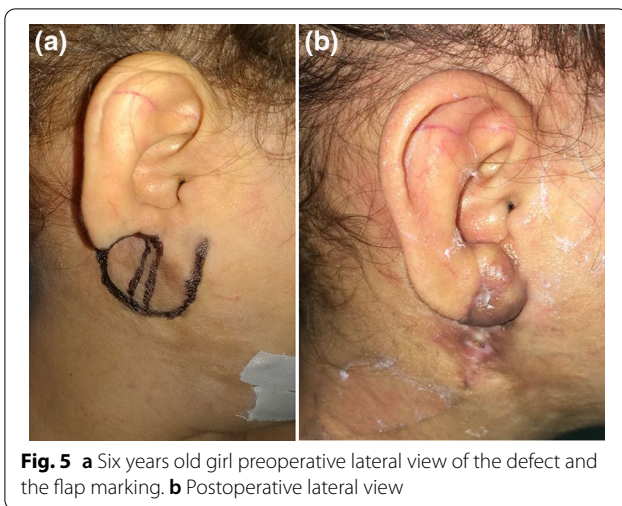 (a)
(b)
Fig. 5 a Six years old girl preoperative lateral view of the defect and
the flap marking. b Postoperative lateral view